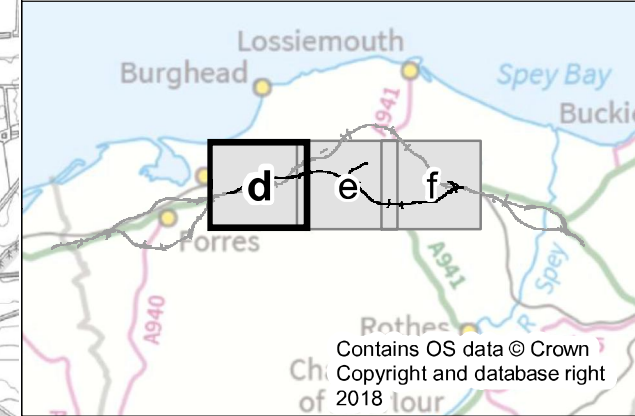 Lossiemouth
Burghead
Spey Bay
A941
Buckie
d
e
f
Forres
A941
R Spey
A940
Rothes
Contains OS data © Crown
Copyright and database right
2018